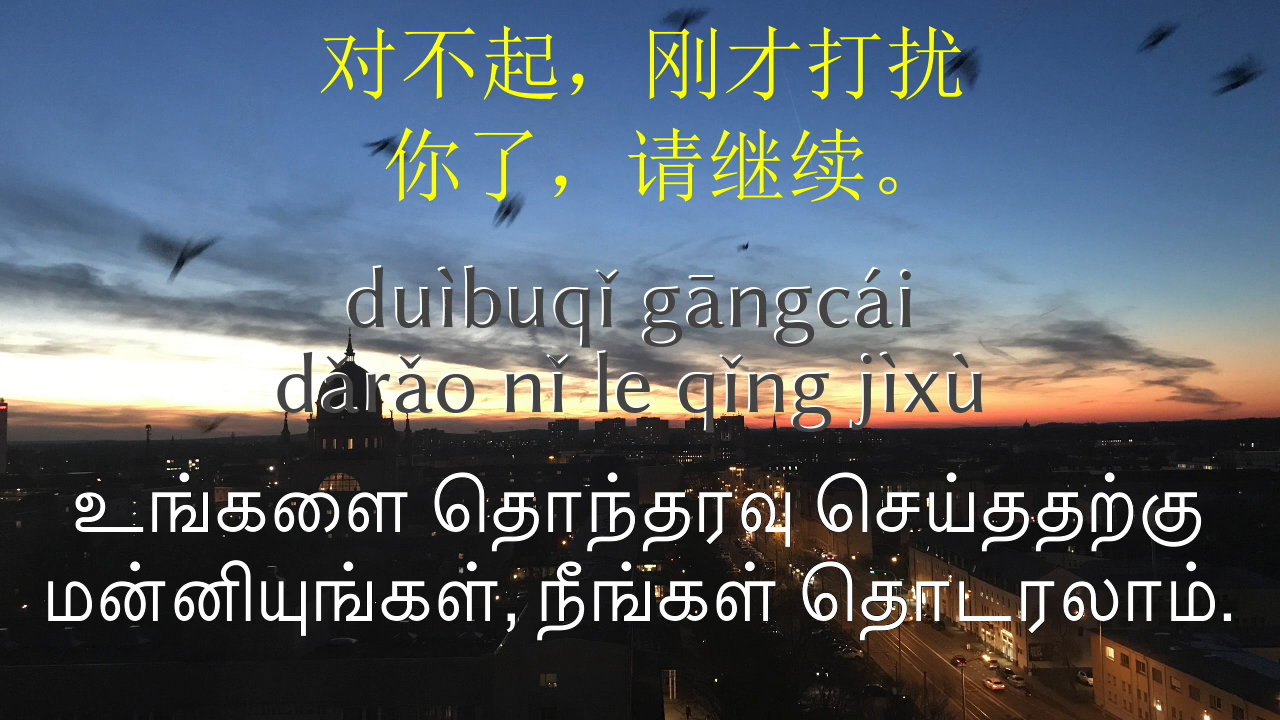 对不起，刚才打扰
你了，请继续。
duìbuqǐ gāngcái
dǎrǎo nǐ le qǐng jìxù
உங்களை தொந்தரவு செய்ததற்கு
மன்னியுங்கள், நீங்கள் தொடரலாம்.